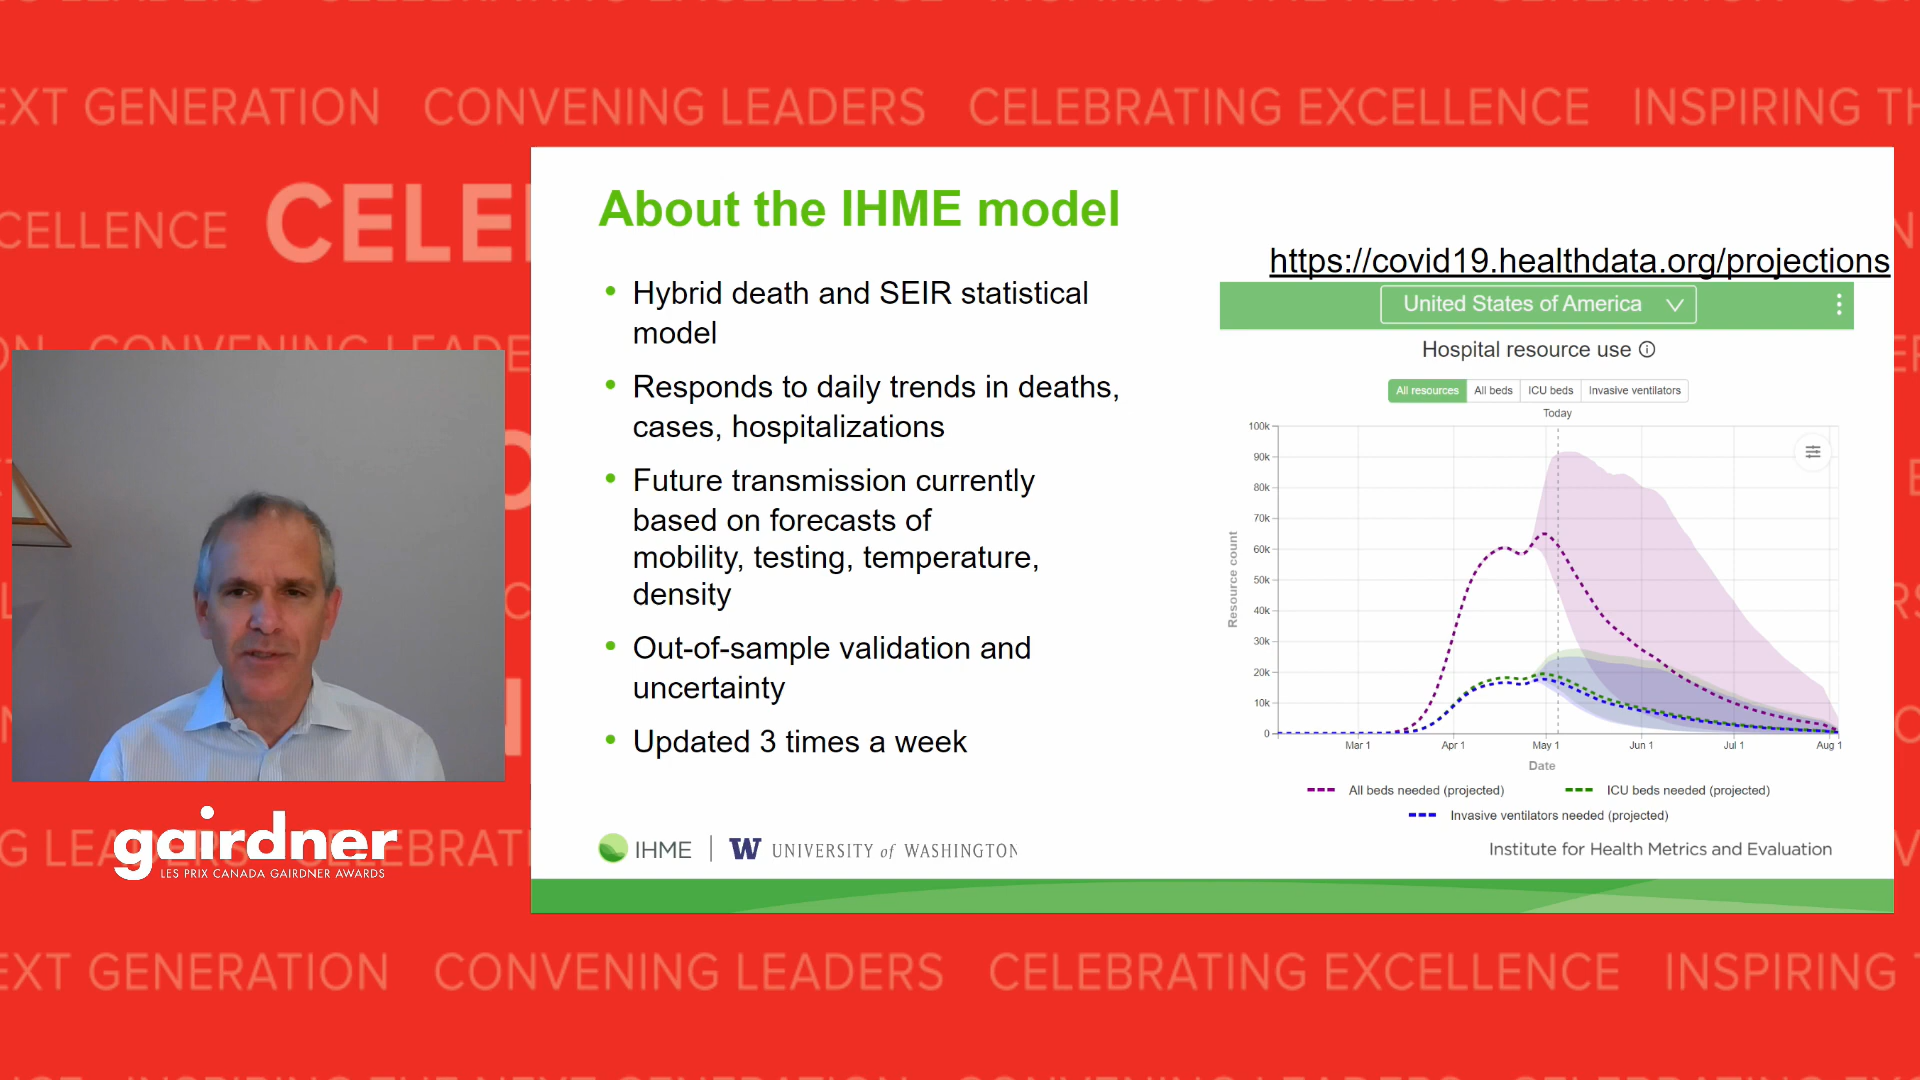 EXT GENERATION CONVENING LEADERS CELEBRATING EXCELLENCE INSPIRING TH
CELLENCE CELE
About the IHME model
https://covid19.healthdata.org/projections
• Hybrid death and SEIR statistical
model
• Responds to daily trends in deaths,
cases, hospitalizations
• Future transmission currently
based on forecasts of
mobility, testing, temperature,
density
• Out-of-sample validation and
uncertainty
• Updated 3 times a week
United States of America
Hospital resource use
All resources All beds ICU beds Invasive ventilators
Today
100k
90k
80k
70k
60k
50k
40k
30k
20k
10k
0
Resource count
Mar 1 Apr 1 May 1 Jun 1 Jul 1 Aug 1
Date
All beds needed (projected) ICU beds needed (projected)
Invasive ventilators needed (projected)
IHME | W UNIVERSITY of WASHINGTON
Institute for Health Metrics and Evaluation
gairdner
LES PRIX CANADA GAIRDNER AWARDS
EXT GENERATION CONVENING LEADERS CELEBRATING EXCELLENCE INSPIRING T